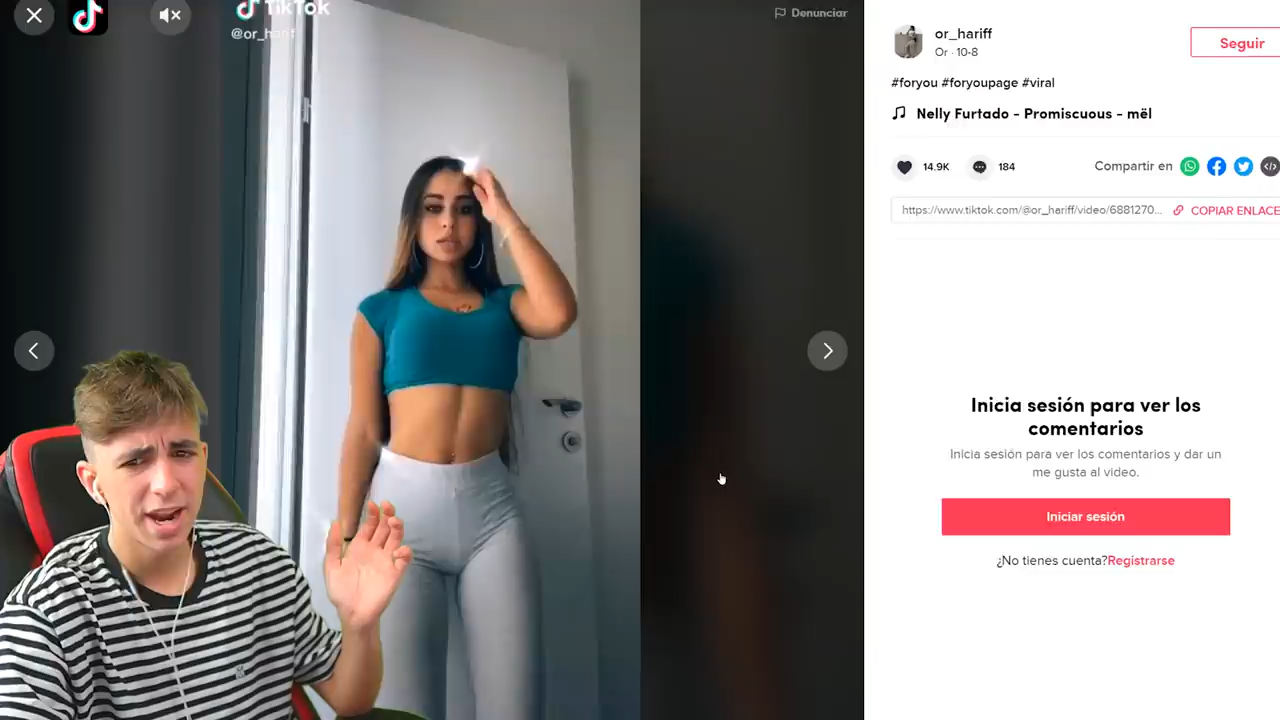 TikTok
@or_hariff
Denunciar
or_hariff
Or · 10-8
Seguir
#foryou #foryoupage #viral
Nelly Furtado - Promiscuous - mël
14.9K
184
Compartir en
https://www.tiktok.com/@or_hariff/video/6881270...
COPIAR ENLACE
Inicia sesión para ver los
comentarios
Inicia sesión para ver los comentarios y dar un
me gusta al video.
Iniciar sesión
¿No tienes cuenta?Registrarse